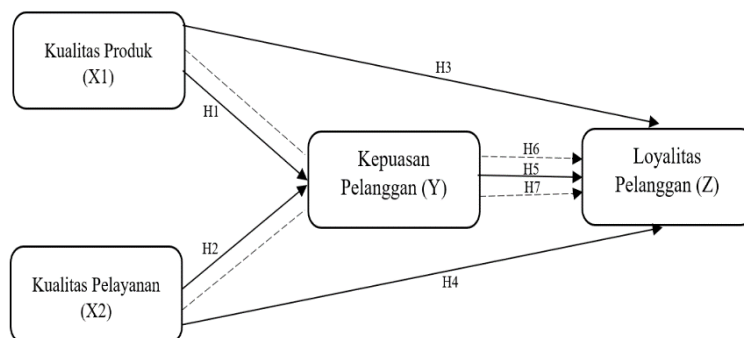 Kualitas Produk
(X1)
H3
H1
Kepuasan
Pelanggan (Y)
H6
H5
H7
Loyalitas
Pelanggan (Z)
H2
Kualitas Pelayanan
(X2)
H4